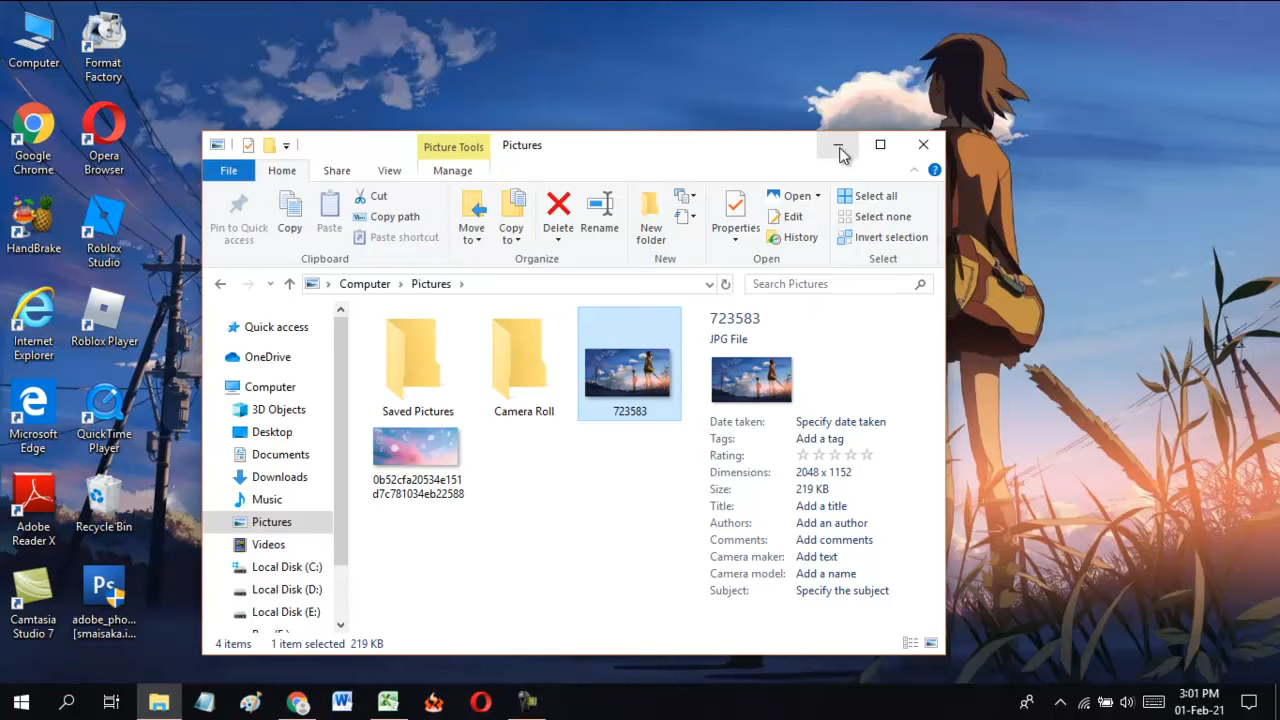 Computer
Format
Factory
Google
Chrome
Opera
Browser
HandBrake
Roblox
Studio
Internet
Explorer
Roblox Player
Microsoft
Edge
QuickTime
Player
Adobe
Reader X
Recycle Bin
Camtasia
Studio 7
adobe_pho...
[smaisaka.i...
Picture Tools
Pictures
File
Home
Share
View
Manage
Pin to Quick
access
Copy
Paste
Cut
Copy path
Paste shortcut
Clipboard
Move
to
Copy
to
Delete
Rename
Organize
New
folder
New
Properties
Open
Edit
History
Open
Select all
Select none
Invert selection
Select
Computer
Pictures
Search Pictures
Quick access
OneDrive
Computer
3D Objects
Desktop
Documents
Downloads
Music
Pictures
Videos
Local Disk (C:)
Local Disk (D:)
Local Disk (E:)
Saved Pictures
Camera Roll
723583
0b52cfa20534e151
d7c781034eb22588
723583
JPG File
Date taken: Specify date taken
Tags: Add a tag
Rating:
Dimensions: 2048 x 1152
Size: 219 KB
Title: Add a title
Authors: Add an author
Comments: Add comments
Camera maker: Add text
Camera model: Add a name
Subject: Specify the subject
4 items 1 item selected 219 KB
3:01 PM
01-Feb-21